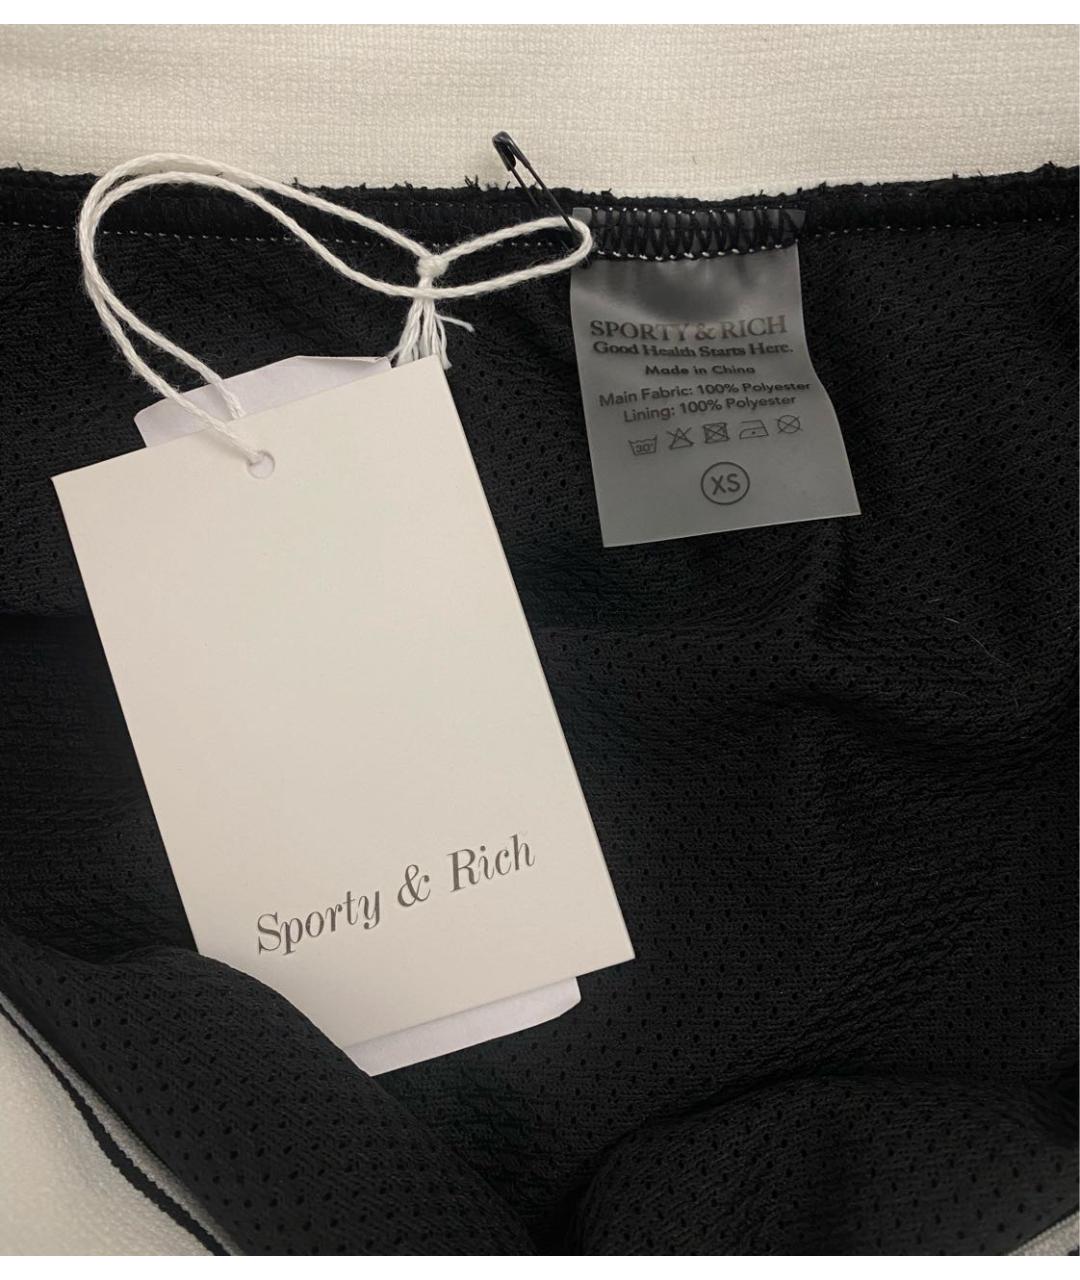 SPORTY & RICH
Good Health Starts Here.
Made in China
Main Fabric: 100% Polyester
Lining: 100% Polyester
30°
XS
Sporty & Rich